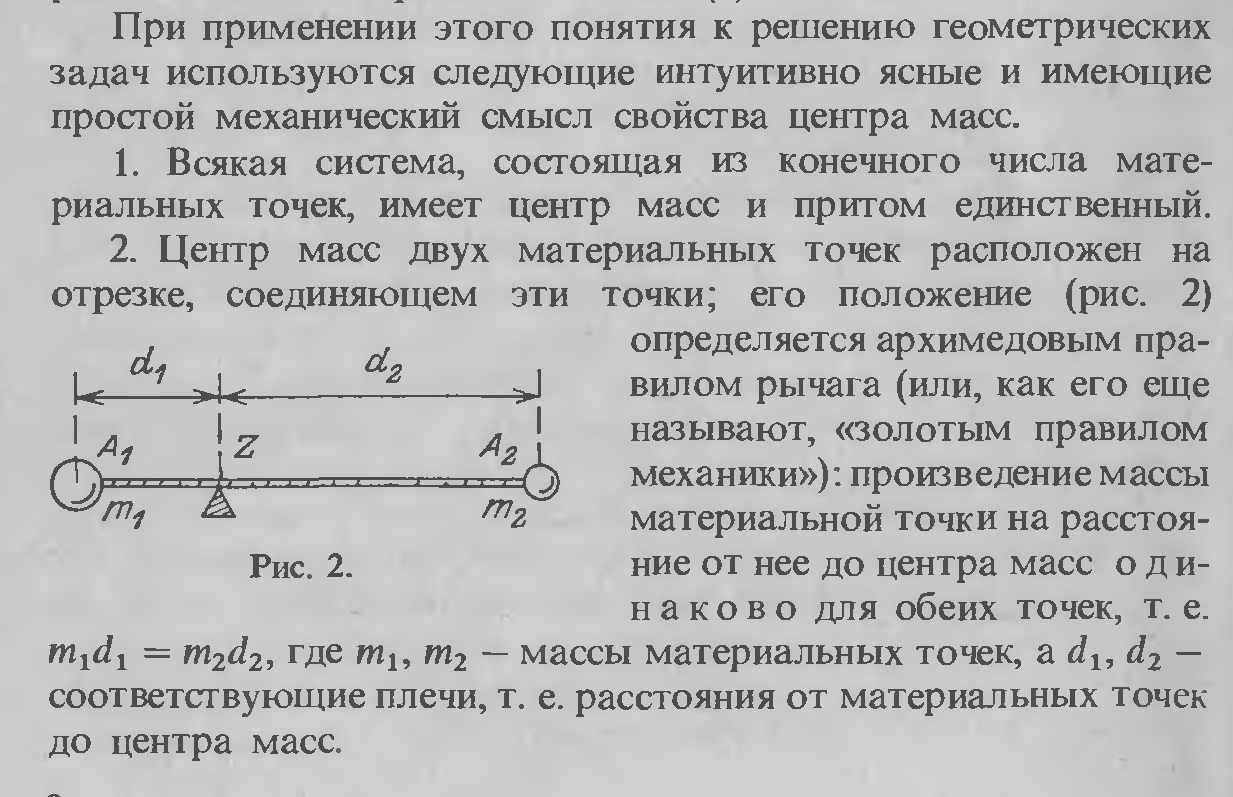 При применении этого понятия к решению геометрических
задач используются следующие интуитивно ясные и имеющие
простой механический смысл свойства центра масс.
1. Всякая система, состоящая из конечного числа мате-
риальных точек, имеет центр масс и притом единственный.
2. Центр масс двух материальных точек расположен на
отрезке, соединяющем эти точки; его положение (рис. 2)
определяется архимедовым пра-
вилом рычага (или, как его еще
называют, «золотым правилом
механики»): произведение массы
материальной точки на расстоя-
ние от нее до центра масс оди-
наково для обеих точек, т. е.
d₁ d₂
A₁ Z A₂
m₁ m₂
Рис. 2.
m₁d₁ = m₂d₂, где m₁, m₂ — массы материальных точек, а d₁, d₂ —
соответствующие плечи, т. е. расстояния от материальных точек
до центра масс.